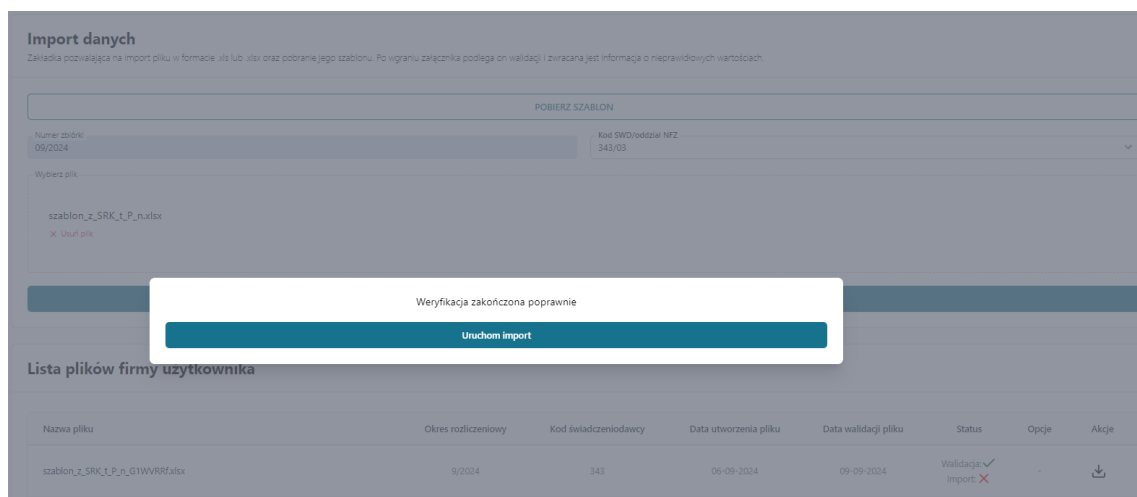 Import danych
Zakładka pozwalająca na import pliku w formacie .xls lub .xlsx oraz pobranie jego szablonu. Po wgraniu załącznika podlega on walidacji i zwracana jest informacja o nieprawidłowych wartościach.
POBIERZ SZABLON
Numer zbiórki
Kod SWD/oddział NFZ
09/2024
343/03
Wybierz plik
szablon_z_SRK_t_P_n.xlsx
Usuń plik
Weryfikacja zakończona poprawnie
Uruchom import
Lista plików firmy użytkownika
Nazwa pliku Okres rozliczeniowy Kod świadczeniodawcy Data utworzenia pliku Data walidacji pliku Status Opcje Akcje
szablon_z_SRK_t_P_n_G1WVRRf.xlsx 9/2024 343 06-09-2024 09-09-2024 Walidacja: -
Import: